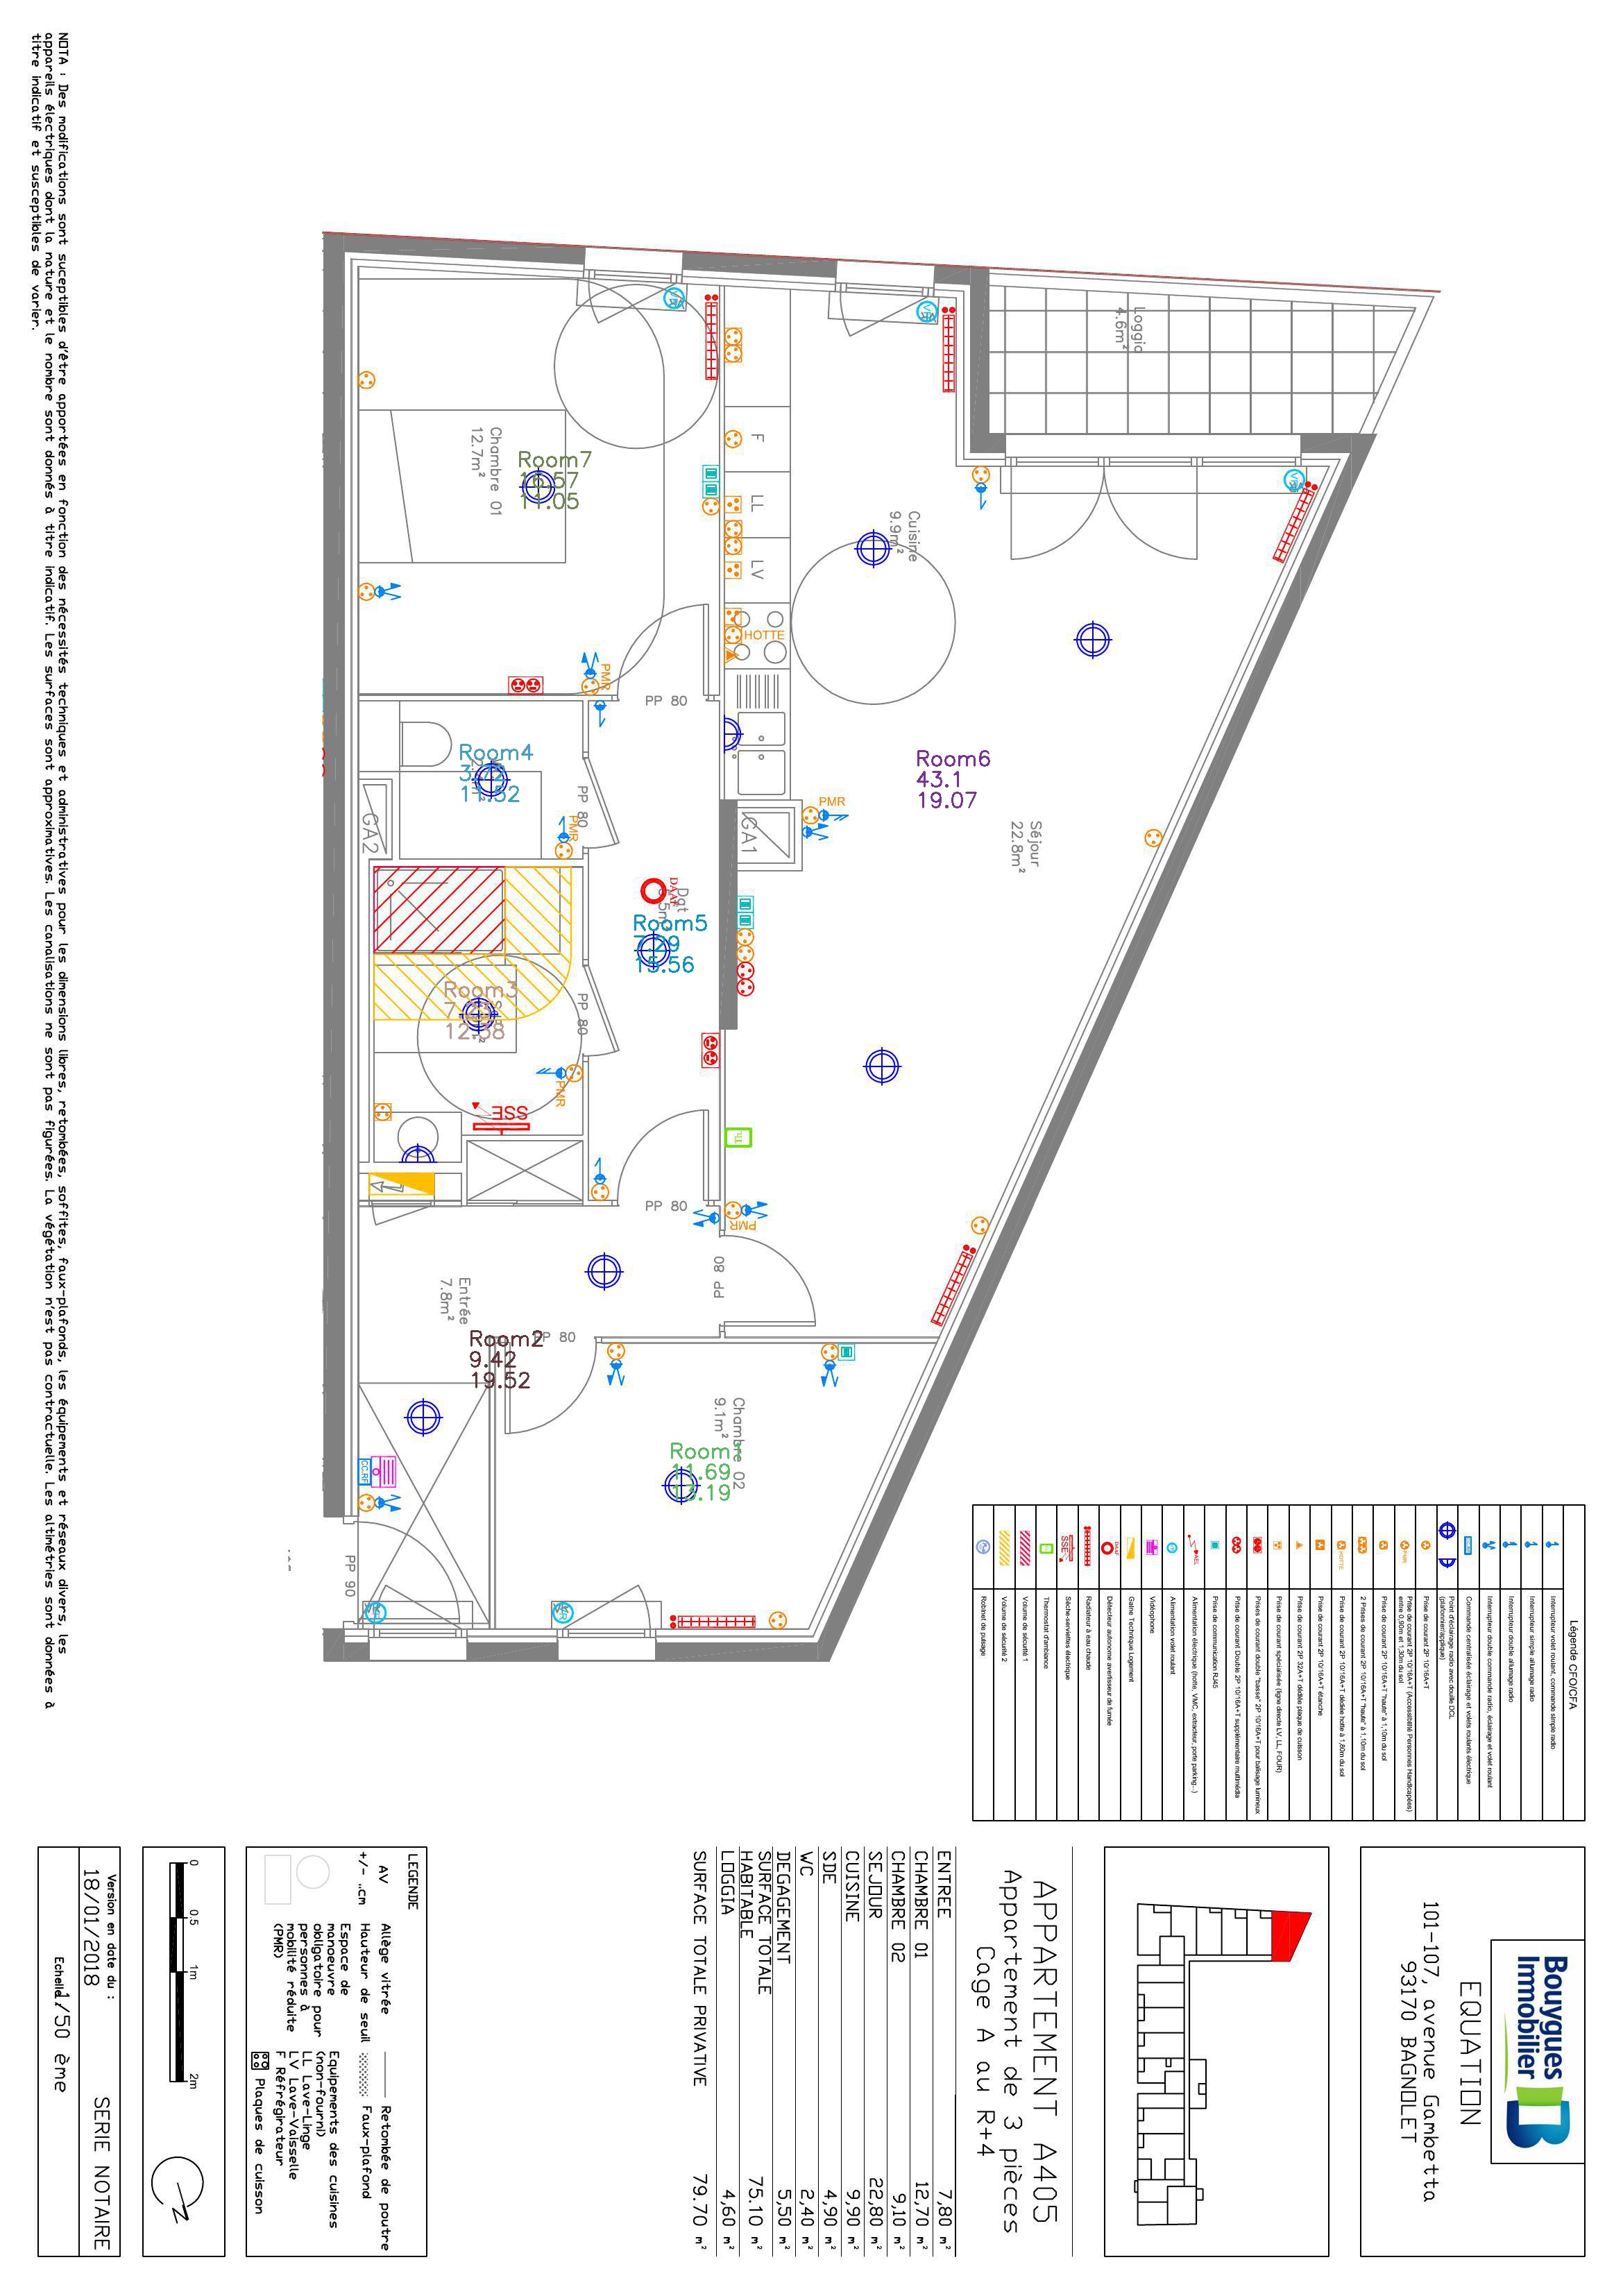 NOTA : Des modifications sont suceptibles d'être apportées en fonction des nécessités techniques et administratives pour les dimensions libres, retombées, soffites, faux-plafonds, les équipements et réseaux divers, les
appareils électriques dont la nature et le nombre sont donnés à titre indicatif. Les surfaces sont approximatives. Les canalisations ne sont pas figurées. La végétation n'est pas contractuelle. Les altimétries sont données à
titre indicatif et susceptibles de varier.
Loggia
4.6m²
Chambre 01
12.7m²
Room7
16.57
11.05
F
LL
LV
HOTTE
Cuisine
9.9m²
PMR
PP 80
Room4
11.52
GA2
PP 80
PMR
GA1
PMR
Room6
43.1
19.07
Séjour
22.8m²
DAAF
Dgt
Room5
7.29
15.56
Room3
12.38
PP 80
PMR
SSE
PP 80
PMR
PP 80
Entrée
7.8m²
PP 80
Room2
9.42
19.52
Chambre 02
9.1m²
Room1
11.69
13.19
PP 90
Légende CFO/CFA
Interrupteur volet roulant, commande simple radio
Interrupteur simple allumage radio
Interrupteur double allumage radio
Interrupteur double commande radio, éclairage et volet roulant
Commande centralisée éclairage et volets roulants électrique
Point d'éclairage radio avec douille DCL
(plafonnier/applique)
Prise de courant 2P 10/16A+T
Prise de courant 2P 10/16A+T (Accessibilité Personnes Handicapées)
entre 0,90m et 1,30m du sol
Prise de courant 2P 10/16A+T "haute" à 1,10m du sol
2 Prises de courant 2P 10/16A+T "haute" à 1,10m du sol
Prise de courant 2P 10/16A+T dédiée hotte à 1,80m du sol
Prise de courant 2P 10/16A+T étanche
Prise de courant 2P 32A+T dédiée plaque de cuisson
Prise de courant spécialisée (ligne directe LV, LL, FOUR)
Prises de courant double "basse" 2P 10/16A+T pour balisage lumineux
Prise de courant Double 2P 10/16A+T supplémentaire multimédia
Prise de communication RJ45
Alimentation électrique (hotte, VMC, extracteur, porte parking...)
Alimentation volet roulant
Vidéophone
Gaine Technique Logement
Détecteur autonome avertisseur de fumée
Radiateur à eau chaude
Sèche-serviettes électrique
Thermostat d'ambiance
Volume de sécurité 1
Volume de sécurité 2
Robinet de puisage
Bouygues
Immobilier
EQUATION
101-107, avenue Gambetta
93170 BAGNOLET
APPARTEMENT A405
Appartement de 3 pièces
Cage A au R+4
ENTREE 7,80 m²
CHAMBRE 01 12,70 m²
CHAMBRE 02 9,10 m²
SEJOUR 22,80 m²
CUISINE 9,90 m²
SDE 4,90 m²
WC 2,40 m²
DEGAGEMENT 5,50 m²
SURFACE TOTALE
HABITABLE 75.10 m²
LOGGIA 4,60 m²
SURFACE TOTALE PRIVATIVE 79.70 m²
LEGENDE
AV Allège vitrée
+/- ..cm Hauteur de seuil
Espace de
manoeuvre
obligatoire pour
personnes à
mobilité réduite
(PMR)
Retombée de poutre
Faux-plafond
Equipements des cuisines
(non-fourni)
LL Lave-Linge
LV Lave-Vaisselle
F Réfrigérateur
Plaques de cuisson
0 0.5 1m 2m
N
Version en date du :
18/01/2018
SERIE NOTAIRE
Echelle 1/50 ème